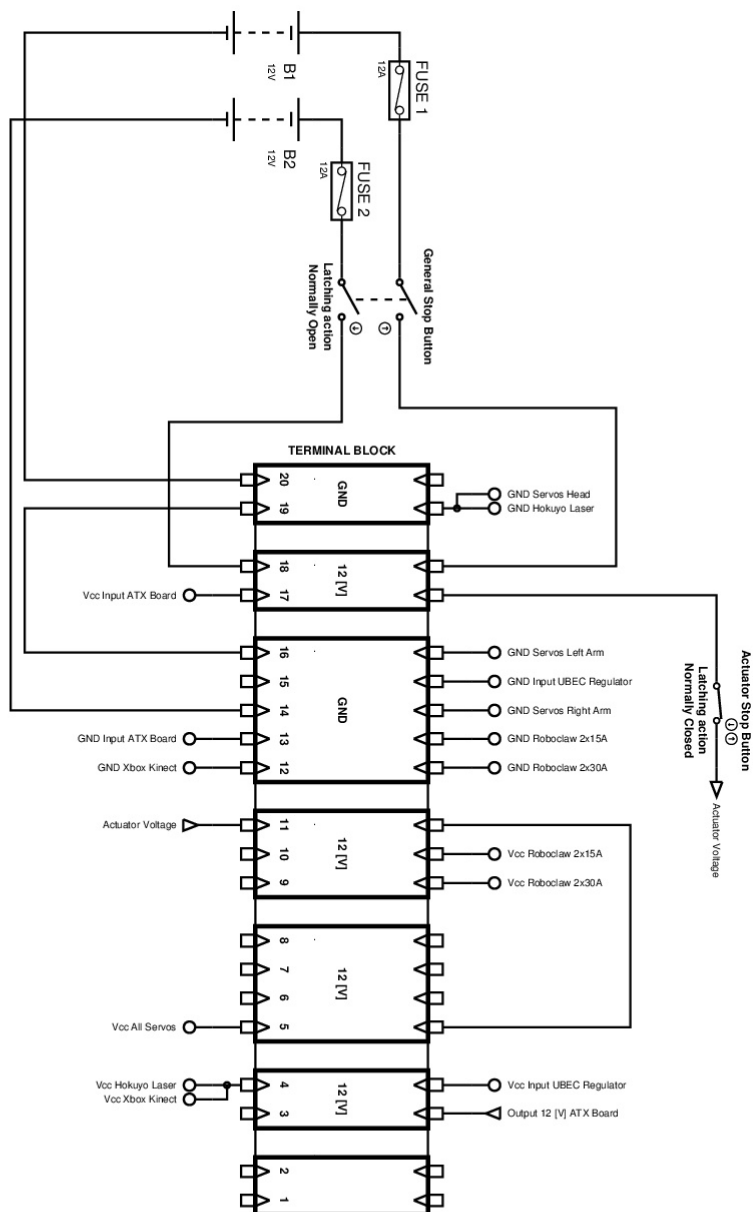 B1
12V
FUSE 1
12A
B2
12V
FUSE 2
12A
General Stop Button
Latching action
Normally Open
TERMINAL BLOCK
20
19
GND
GND Servos Head
GND Hokuyo Laser
18
17
12 [V]
Vcc Input ATX Board
Actuator Stop Button
Latching action
Normally Closed
Actuator Voltage
16
15
14
13
12
GND
GND Servos Left Arm
GND Input UBEC Regulator
GND Servos Right Arm
GND Roboclaw 2x15A
GND Roboclaw 2x30A
GND Input ATX Board
GND Xbox Kinect
Actuator Voltage
11
10
9
12 [V]
Vcc Roboclaw 2x15A
Vcc Roboclaw 2x30A
8
7
6
5
12 [V]
Vcc All Servos
Vcc Hokuyo Laser
Vcc Xbox Kinect
4
3
12 [V]
Vcc Input UBEC Regulator
Output 12 [V] ATX Board
2
1